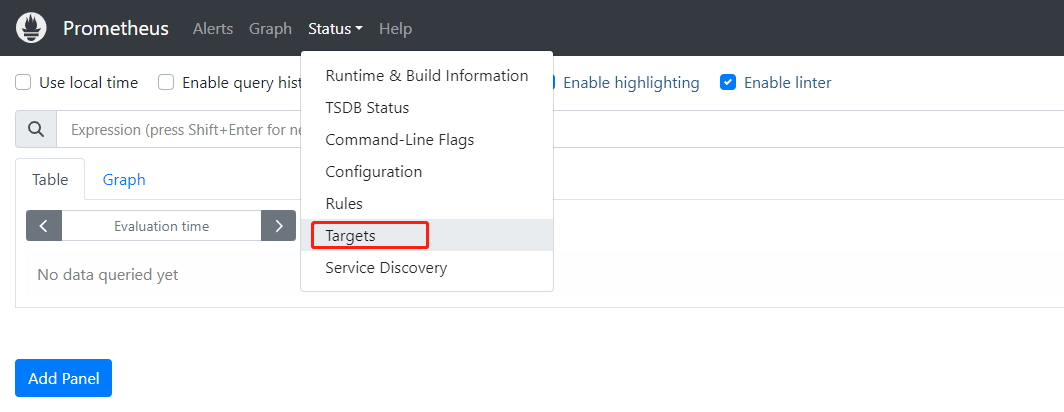 Prometheus Alerts Graph Status Help
Use local time Enable query hist Enable highlighting Enable linter
Runtime & Build Information
TSDB Status
Command-Line Flags
Configuration
Rules
Targets
Service Discovery
Expression (press Shift+Enter for ne
Table Graph
Evaluation time
No data queried yet
Add Panel